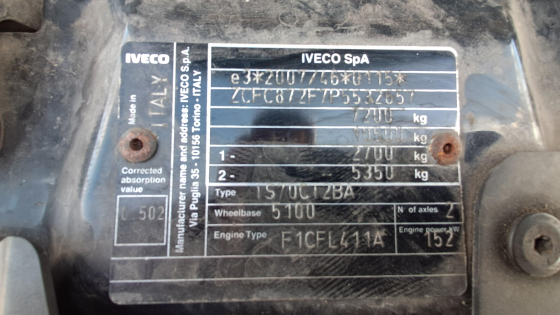 IVECO
IVECO SpA
Made in
ITALY
Manufacturer name and address: IVECO S.p.A.
Via Puglia 35 - 10156 Torino - ITALY
e3*2007/46*0115*
7200 kg
kg
1- 2700 kg
2- 5350 kg
Corrected
absorption
value
0.502
Type IS70CI2BA
Wheelbase 5100 N of axles 2
Engine Type F1CFL411A Engine power kW 152